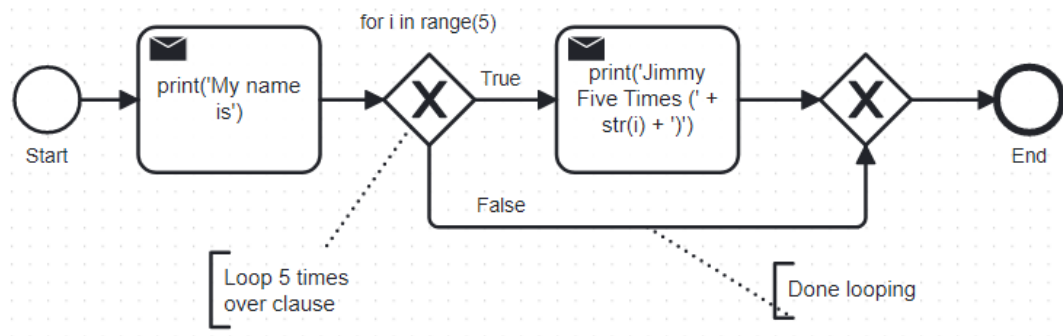 for i in range(5)
print('My name
is')
True
print('Jimmy
Five Times (' +
str(i) + ')')
Start
End
False
Loop 5 times
over clause
Done looping